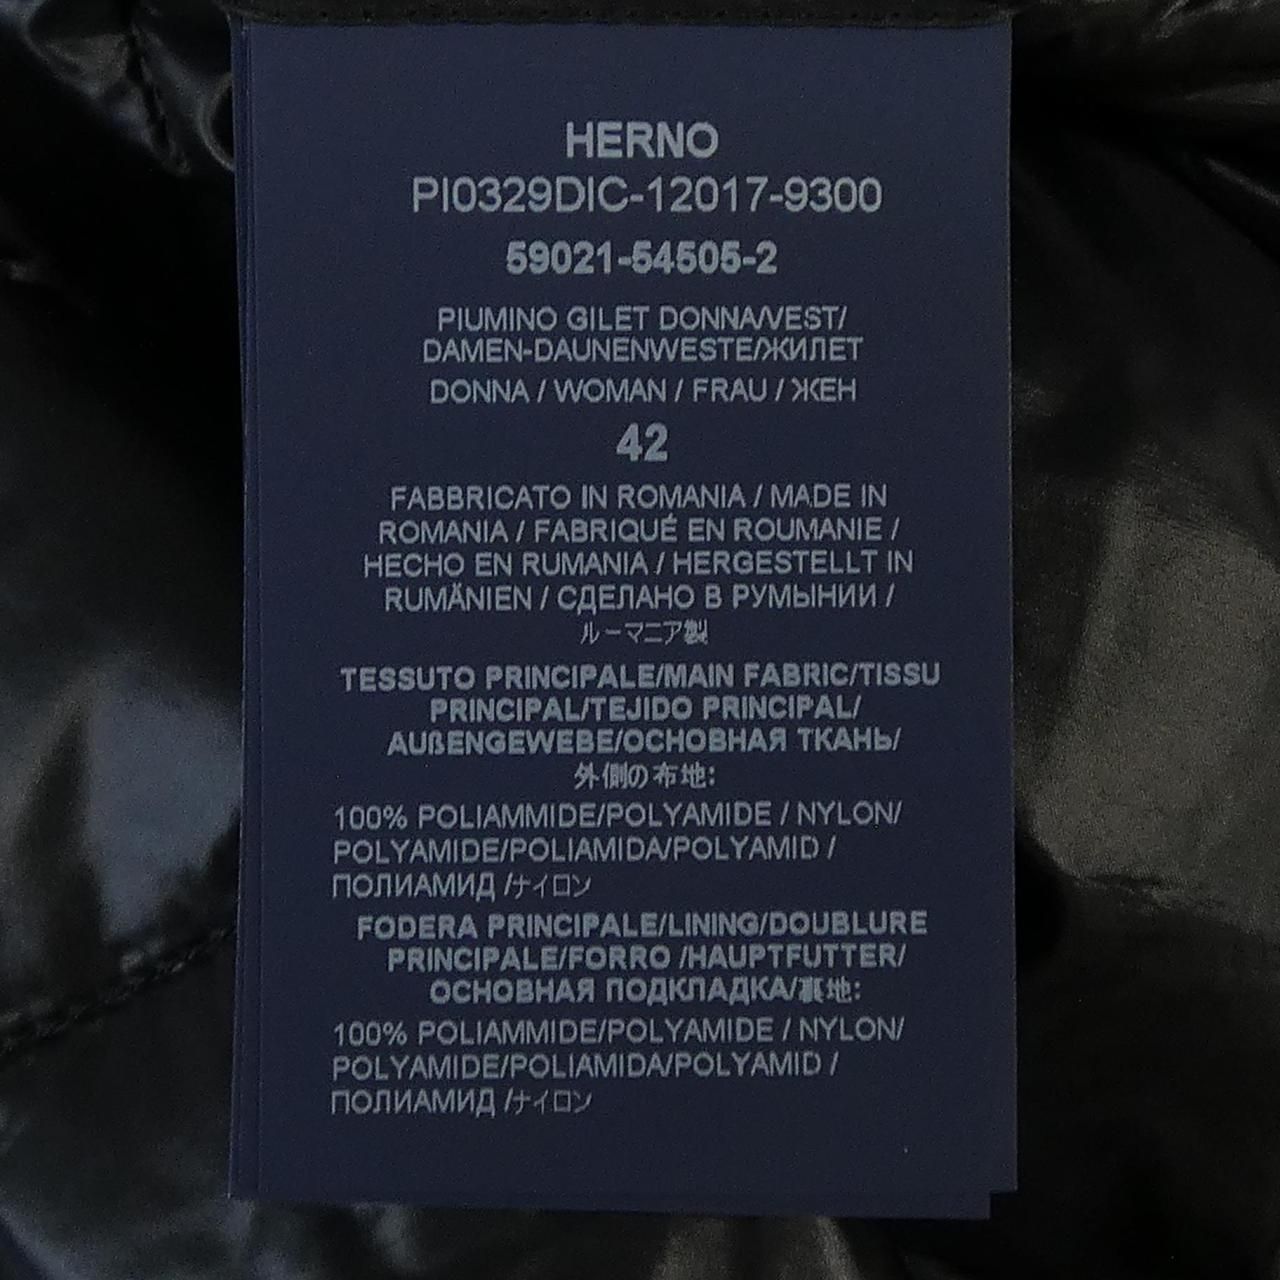 HERNO
PI0329DIC-12017-9300
59021-54505-2
PIUMINO GILET DONNA/VEST/
DAMEN-DAUNENWESTE/ЖИЛЕТ
DONNA / WOMAN / FRAU / ЖЕН
42
FABBRICATO IN ROMANIA / MADE IN
ROMANIA / FABRIQUÉ EN ROUMANIE /
HECHO EN RUMANIA / HERGESTELLT IN
RUMÄNIEN / СДЕЛАНО В РУМЫНИИ /
ルーマニア製
TESSUTO PRINCIPALE/MAIN FABRIC/TISSU
PRINCIPAL/TEJIDO PRINCIPAL/
AUßENGEWEBE/ОСНОВНАЯ ТКАНЬ/
外側の布地:
100% POLIAMMIDE/POLYAMIDE / NYLON/
POLYAMIDE/POLIAMIDA/POLYAMID /
ПОЛИАМИД /ナイロン
FODERA PRINCIPALE/LINING/DOUBLURE
PRINCIPALE/FORRO /HAUPTFUTTER/
ОСНОВНАЯ ПОДКЛАДКА/裏地:
100% POLIAMMIDE/POLYAMIDE / NYLON/
POLYAMIDE/POLIAMIDA/POLYAMID /
ПОЛИАМИД /ナイロン